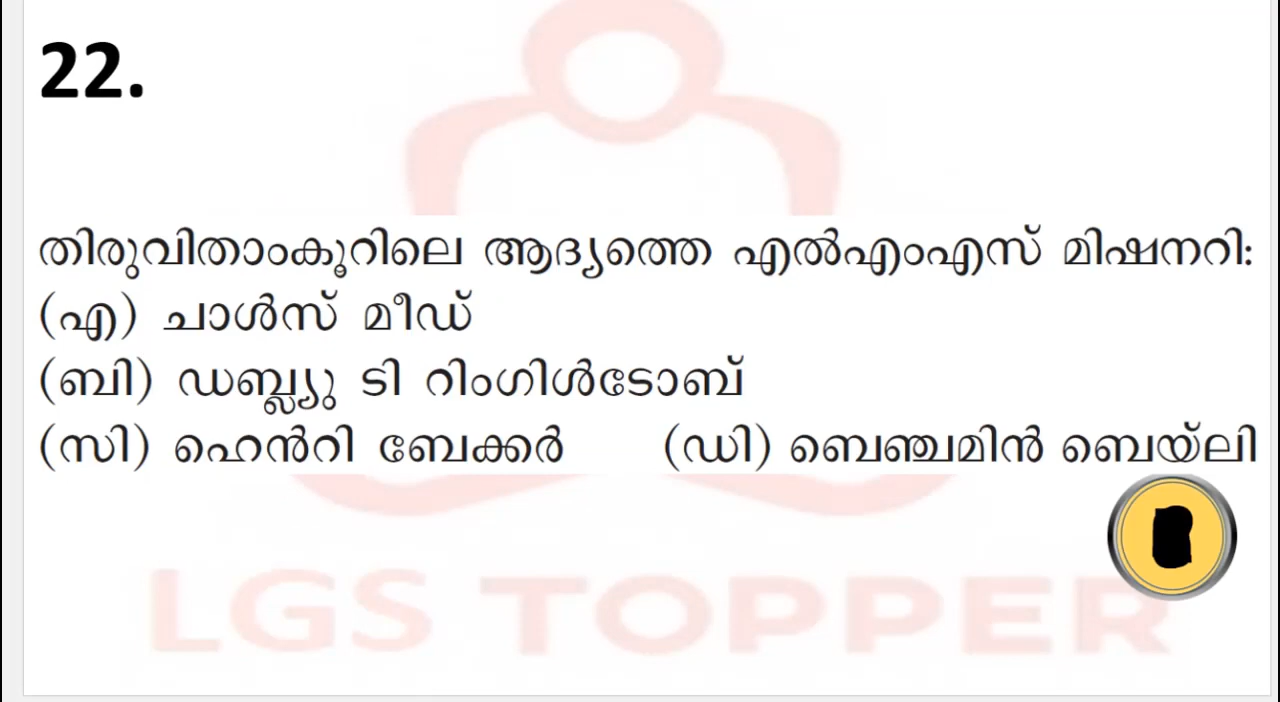 22.
തിരുവിതാംകൂറിലെ ആദ്യത്തെ എൽഎംഎസ് മിഷനറി:
(എ) ചാൾസ് മീഡ്
(ബി) ഡബ്ല്യു ടി റിംഗിൾടോബ്
(സി) ഹെൻറി ബേക്കർ (ഡി) ബെഞ്ചമിൻ ബെയ്ലി
LGS TOPPER